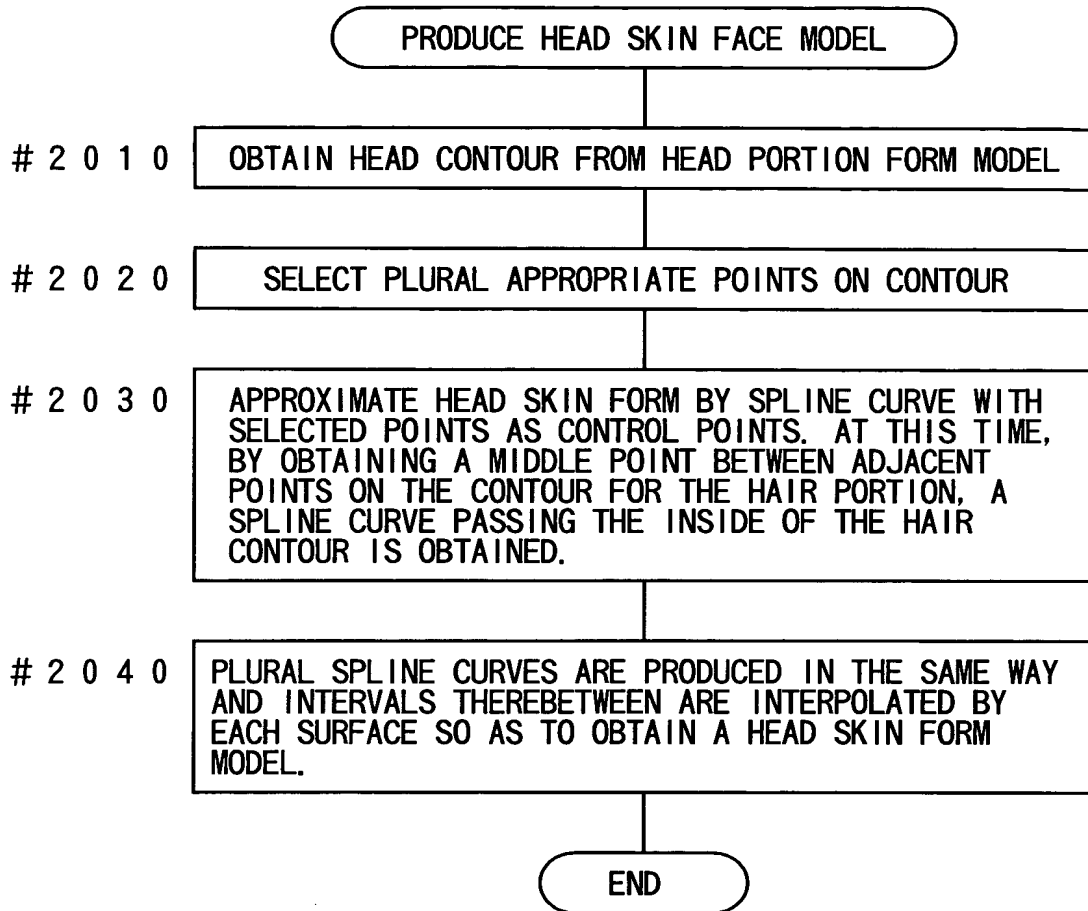 PRODUCE HEAD SKIN FACE MODEL
#2010 OBTAIN HEAD CONTOUR FROM HEAD PORTION FORM MODEL
#2020 SELECT PLURAL APPROPRIATE POINTS ON CONTOUR
#2030 APPROXIMATE HEAD SKIN FORM BY SPLINE CURVE WITH
SELECTED POINTS AS CONTROL POINTS. AT THIS TIME,
BY OBTAINING A MIDDLE POINT BETWEEN ADJACENT
POINTS ON THE CONTOUR FOR THE HAIR PORTION, A
SPLINE CURVE PASSING THE INSIDE OF THE HAIR
CONTOUR IS OBTAINED.
#2040 PLURAL SPLINE CURVES ARE PRODUCED IN THE SAME WAY
AND INTERVALS THEREBETWEEN ARE INTERPOLATED BY
EACH SURFACE SO AS TO OBTAIN A HEAD SKIN FORM
MODEL.
END